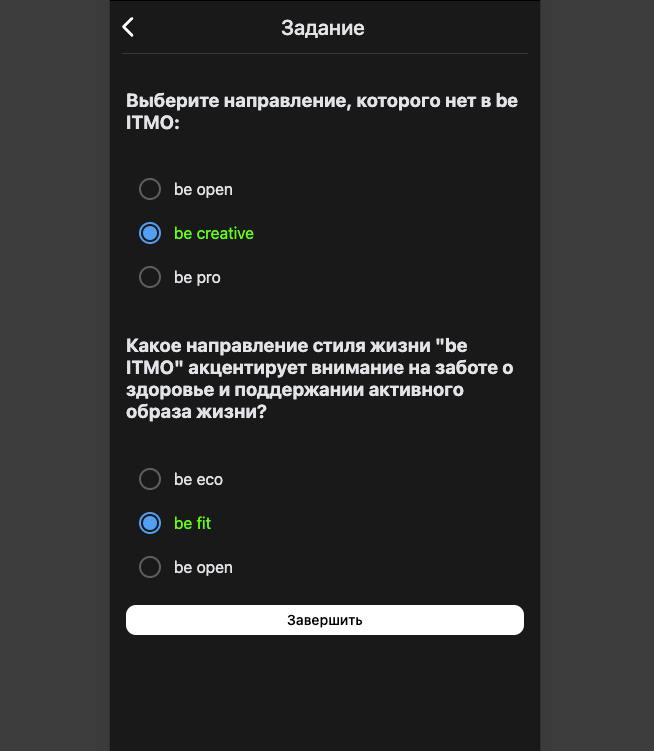 Задание
Выберите направление, которого нет в be
ITMO:
be open
be creative
be pro
Какое направление стиля жизни "be
ITMO" акцентирует внимание на заботе о
здоровье и поддержании активного
образа жизни?
be eco
be fit
be open
Завершить